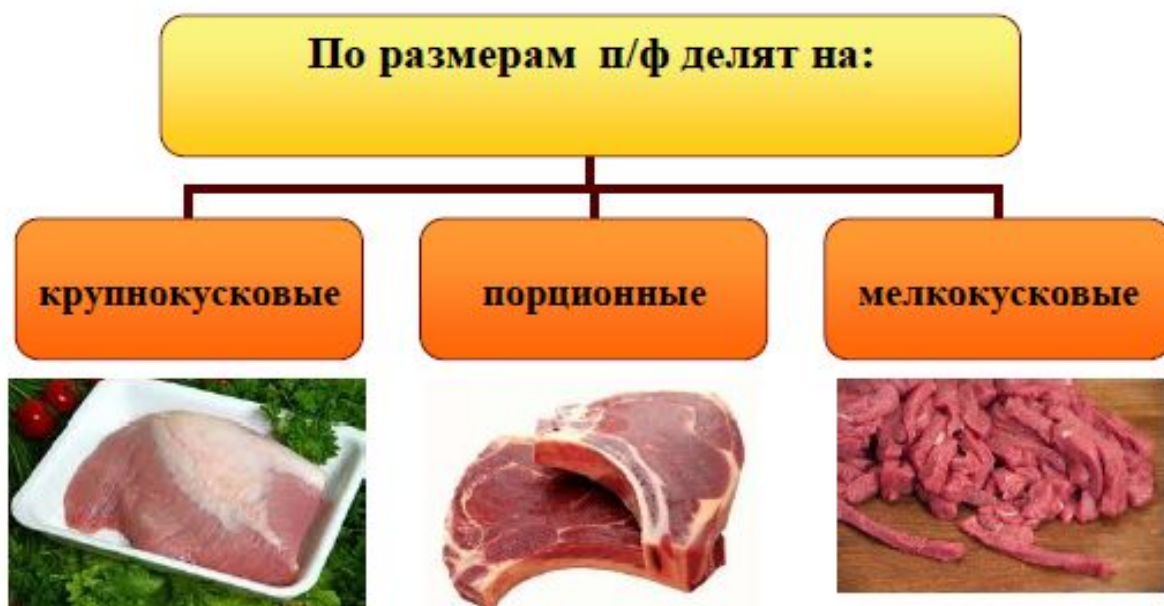 По размерам п/ф делят на:
крупнокусковые
порционные
мелкокусковые